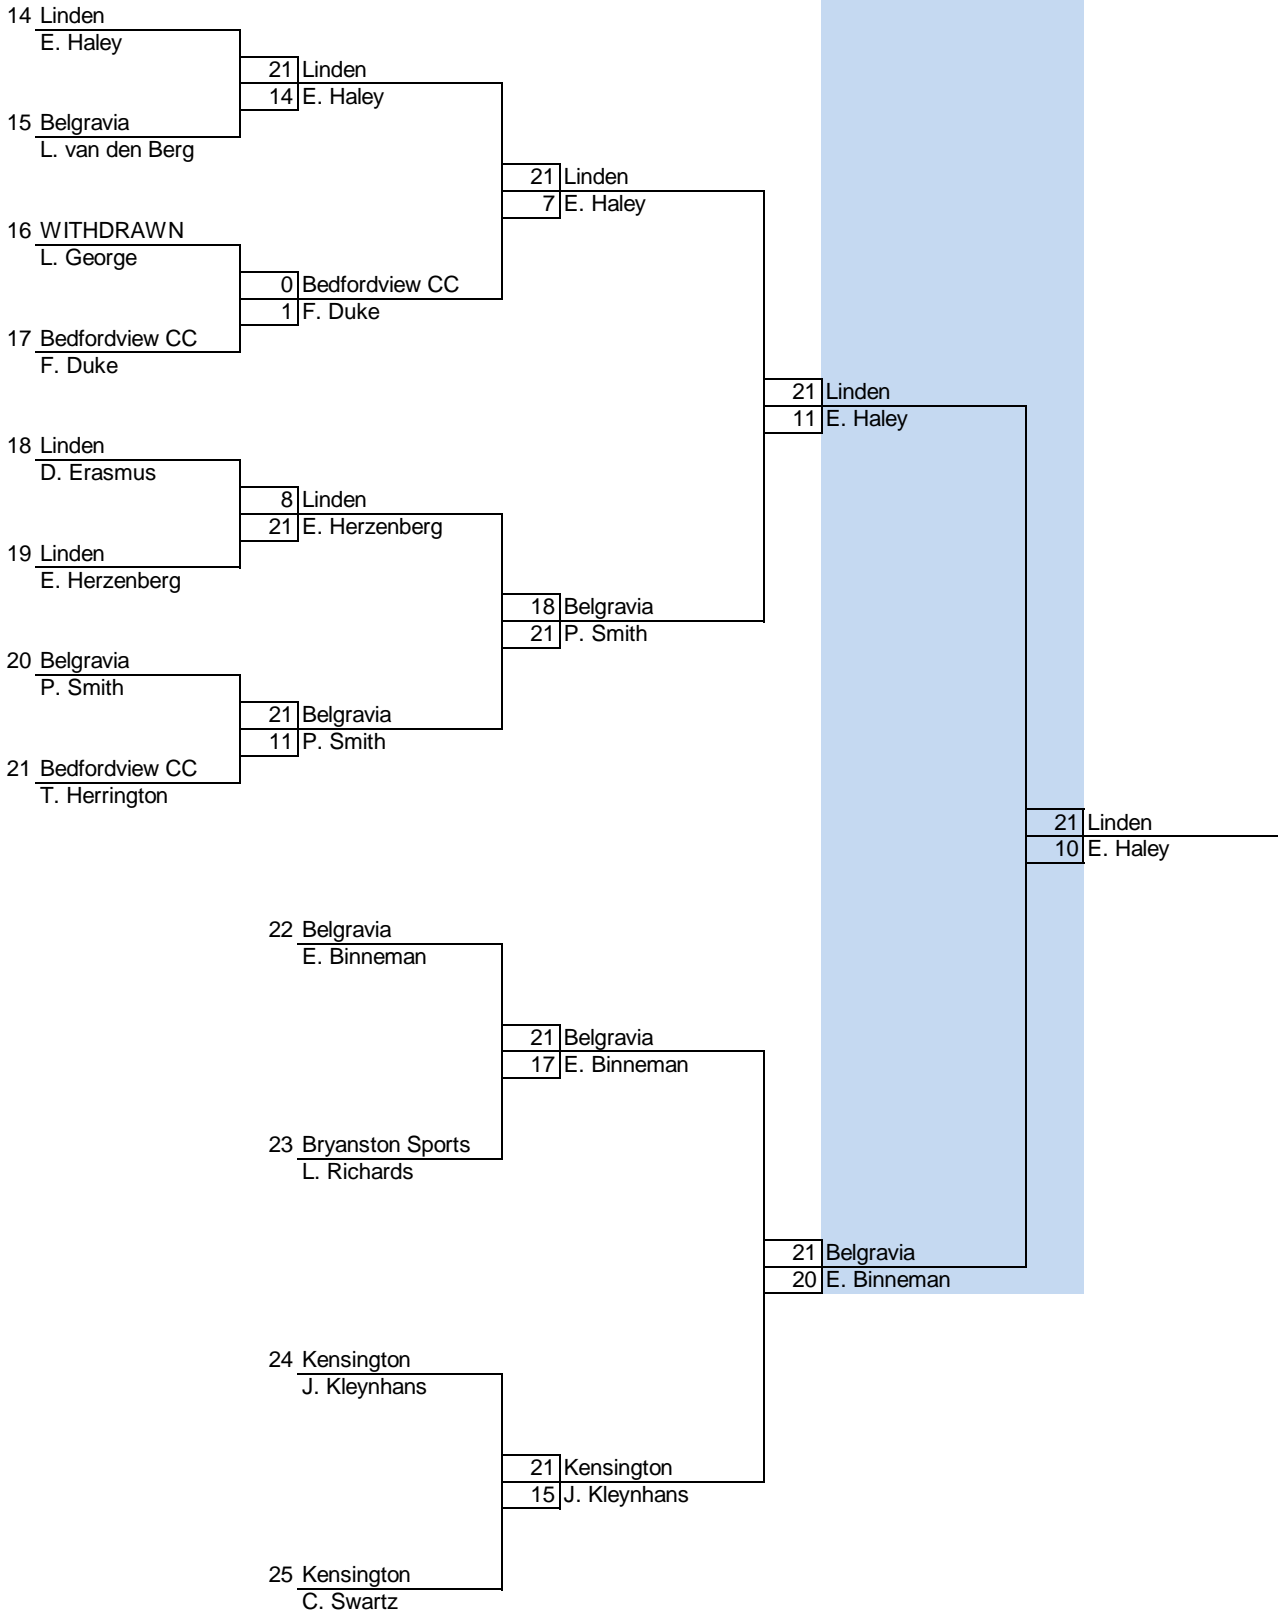 14 Linden
E. Haley
21 Linden
14 E. Haley
15 Belgravia
L. van den Berg
21 Linden
7 E. Haley
16 WITHDRAWN
L. George
0 Bedfordview CC
1 F. Duke
17 Bedfordview CC
F. Duke
21 Linden
11 E. Haley
18 Linden
D. Erasmus
8 Linden
21 E. Herzenberg
19 Linden
E. Herzenberg
18 Belgravia
21 P. Smith
20 Belgravia
P. Smith
21 Belgravia
11 P. Smith
21 Bedfordview CC
T. Herrington
21 Linden
10 E. Haley
22 Belgravia
E. Binneman
21 Belgravia
17 E. Binneman
23 Bryanston Sports
L. Richards
21 Belgravia
20 E. Binneman
24 Kensington
J. Kleynhans
21 Kensington
15 J. Kleynhans
25 Kensington
C. Swartz